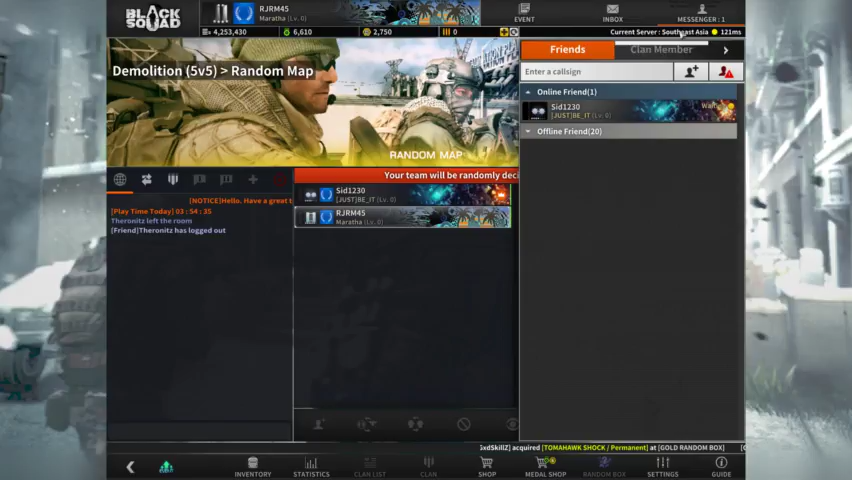 BLACK SQUAD
RJRM45
Maratha (Lv. 0)
4,253,430
6,610
2,750
0
EVENT
INBOX
MESSENGER : 1
Current Server : Southeast Asia 121ms
Demolition (5v5) > Random Map
RANDOM MAP
Friends
Clan Member
Enter a callsign
Online Friend(1)
Sid1230
[JUST]BE_IT (Lv. 0)
Offline Friend(20)
Your team will be randomly deci
Sid1230
[JUST]BE_IT (Lv. 0)
RJRM45
Maratha (Lv. 0)
[NOTICE]Hello. Have a great t
[Play Time Today] 03 : 54 : 35
Theronitz left the room
[Friend]Theronitz has logged out
acquired [TOMAHAWK SHOCK / Permanent] at [GOLD RANDOM BOX]
INVENTORY
STATISTICS
CLAN LIST
CLAN
SHOP
MEDAL SHOP
RANDOM BOX
SETTINGS
GUIDE